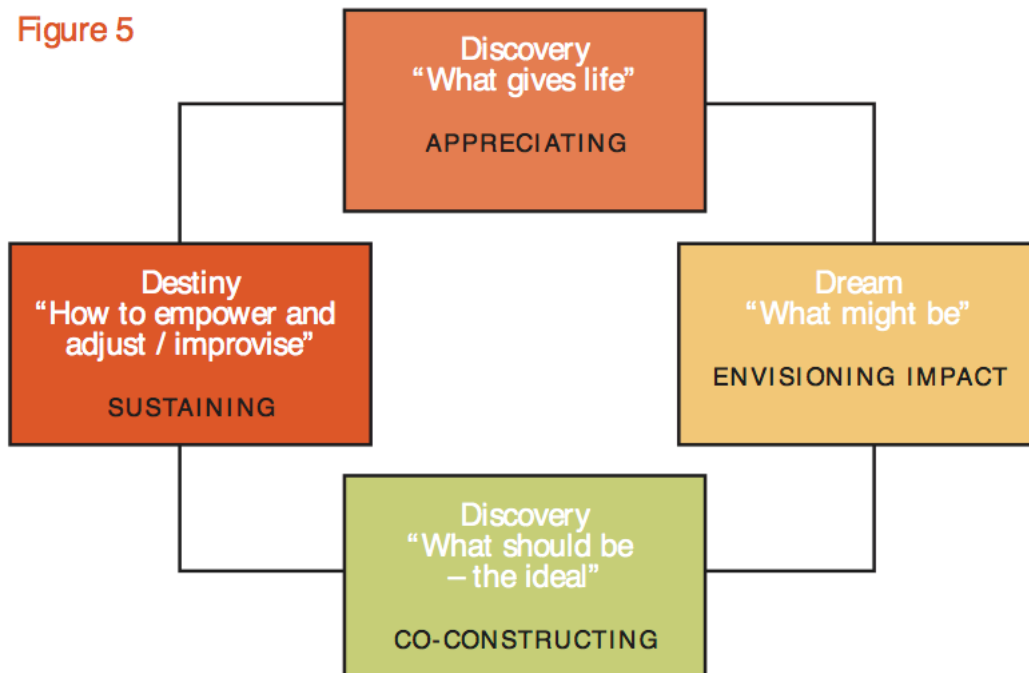 Figure 5
Discovery
“What gives life”
APPRECIATING
Destiny
“How to empower and
adjust / improvise”
SUSTAINING
Dream
“What might be”
ENVISIONING IMPACT
Discovery
“What should be
– the ideal”
CO-CONSTRUCTING